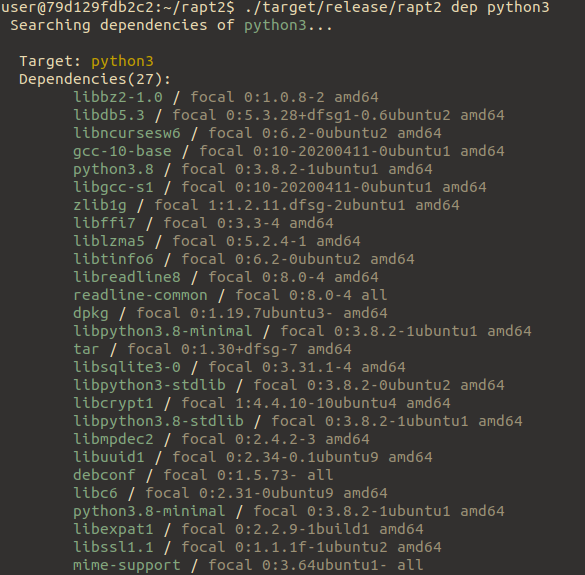 user@79d129fdb2c2:~/rapt2$ ./target/release/rapt2 dep python3
Searching dependencies of python3...
Target: python3
Dependencies(27):
libbz2-1.0 / focal 0:1.0.8-2 amd64
libdb5.3 / focal 0:5.3.28+dfsg1-0.6ubuntu2 amd64
libncursesw6 / focal 0:6.2-0ubuntu2 amd64
gcc-10-base / focal 0:10-20200411-0ubuntu1 amd64
python3.8 / focal 0:3.8.2-1ubuntu1 amd64
libgcc-s1 / focal 0:10-20200411-0ubuntu1 amd64
zlib1g / focal 1:1.2.11.dfsg-2ubuntu1 amd64
libffi7 / focal 0:3.3-4 amd64
liblzma5 / focal 0:5.2.4-1 amd64
libtinfo6 / focal 0:6.2-0ubuntu2 amd64
libreadline8 / focal 0:8.0-4 amd64
readline-common / focal 0:8.0-4 all
dpkg / focal 0:1.19.7ubuntu3- amd64
libpython3.8-minimal / focal 0:3.8.2-1ubuntu1 amd64
tar / focal 0:1.30+dfsg-7 amd64
libsqlite3-0 / focal 0:3.31.1-4 amd64
libpython3-stdlib / focal 0:3.8.2-0ubuntu2 amd64
libcrypt1 / focal 1:4.4.10-10ubuntu4 amd64
libpython3.8-stdlib / focal 0:3.8.2-1ubuntu1 amd64
libmpdec2 / focal 0:2.4.2-3 amd64
libuuid1 / focal 0:2.34-0.1ubuntu9 amd64
debconf / focal 0:1.5.73- all
libc6 / focal 0:2.31-0ubuntu9 amd64
python3.8-minimal / focal 0:3.8.2-1ubuntu1 amd64
libexpat1 / focal 0:2.2.9-1build1 amd64
libssl1.1 / focal 0:1.1.1f-1ubuntu2 amd64
mime-support / focal 0:3.64ubuntu1- all